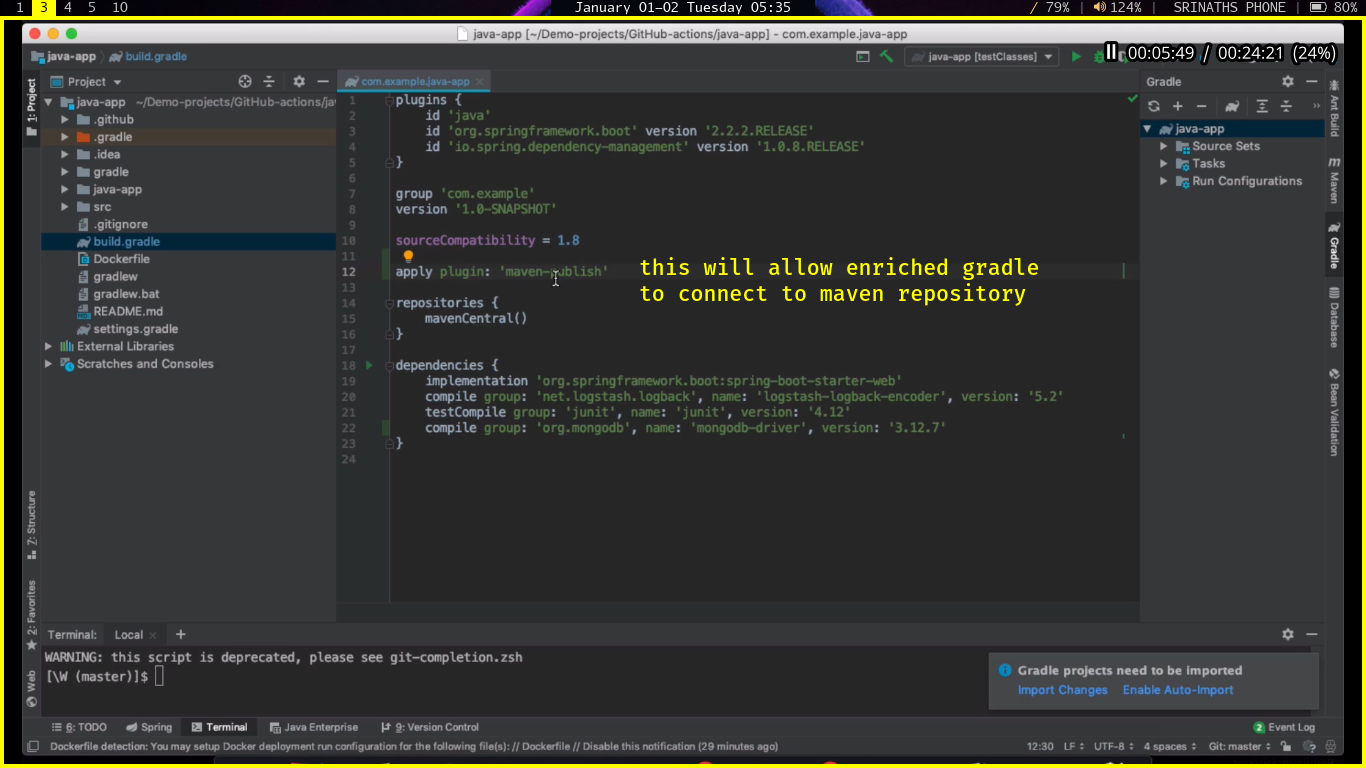 1 3 4 5 10
January 01—02 Tuesday 05:35
79% | 124% | SRINATHS PHONE | 80%
java-app [~/Demo-projects/GitHub-actions/java-app] - com.example.java-app
java-app
build.gradle
java-app [testClasses]
00:05:49 / 00:24:21 (24%)
1: Project
Project
com.example.java-app
Gradle
java-app ~/Demo-projects/GitHub-actions/ja
.github
.gradle
.idea
gradle
java-app
src
.gitignore
build.gradle
Dockerfile
gradlew
gradlew.bat
README.md
settings.gradle
External Libraries
Scratches and Consoles
1 plugins {
2 id 'java'
3 id 'org.springframework.boot' version '2.2.2.RELEASE'
4 id 'io.spring.dependency-management' version '1.0.8.RELEASE'
5 }
6
7 group 'com.example'
8 version '1.0-SNAPSHOT'
9
10 sourceCompatibility = 1.8
11
12 apply plugin: 'maven-publish'
13
14 repositories {
15 mavenCentral()
16 }
17
18 dependencies {
19 implementation 'org.springframework.boot:spring-boot-starter-web'
20 compile group: 'net.logstash.logback', name: 'logstash-logback-encoder', version: '5.2'
21 testCompile group: 'junit', name: 'junit', version: '4.12'
22 compile group: 'org.mongodb', name: 'mongodb-driver', version: '3.12.7'
23 }
24
this will allow enriched gradle
to connect to maven repository
java-app
Source Sets
Tasks
Run Configurations
Ant Build
Maven
Gradle
Database
Bean Validation
7: Structure
2: Favorites
Web
Terminal: Local × +
WARNING: this script is deprecated, please see git-completion.zsh
[\W (master)]$
Gradle projects need to be imported
Import Changes Enable Auto-Import
6: TODO Spring Terminal Java Enterprise 9: Version Control 2 Event Log
Dockerfile detection: You may setup Docker deployment run configuration for the following file(s): // Dockerfile // Disable this notification (29 minutes ago) 12:30 LF UTF-8 4 spaces Git: master